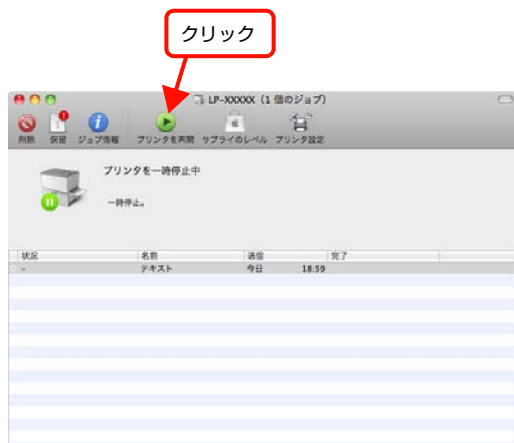 クリック
LP-XXXXX（1 個のジョブ）
削除 保留 ジョブ情報 プリンタを再開 サプライのレベル プリンタ設定
プリンタを一時停止中
一時停止。
状況 名前 送信 完了
- テキスト 今日 18:59